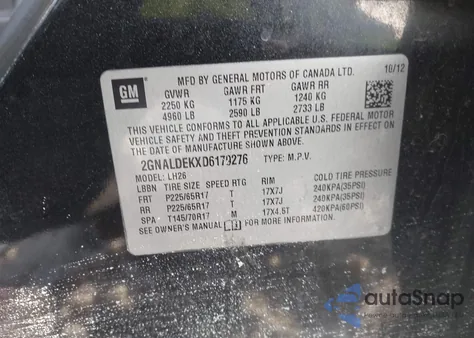 GM
MFD BY GENERAL MOTORS OF CANADA LTD. 10/12
GVWR GAWR FRT GAWR RR
2250 KG 1175 KG 1240 KG
4960 LB 2590 LB 2733 LB
THIS VEHICLE CONFORMS TO ALL APPLICABLE U.S. FEDERAL MOTOR
VEHICLE SAFETY AND THEFT PREVENTION STANDARDS IN EFFECT ON
THE DATE OF MANUFACTURE SHOWN ABOVE.
2GNALDEKXD6179276 TYPE: M.P.V.
MODEL: LH26
LBBN TIRE SIZE SPEED RTG RIM COLD TIRE PRESSURE
FRT P225/65R17 T 17X7J 240KPA(35PSI)
RR P225/65R17 T 17X7J 240KPA(35PSI)
SPA T145/70R17 M 17X4.5T 420KPA(60PSI)
SEE OWNER'S MANUAL FOR MORE INFORMATION.
autoSnap
POWERED BY